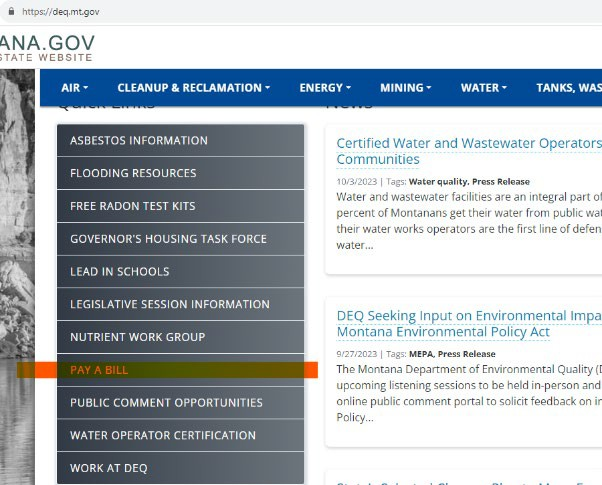 https://deq.mt.gov
ANA.GOV
STATE WEBSITE
AIR CLEANUP & RECLAMATION ENERGY MINING WATER TANKS, WAS
Quick Links
ASBESTOS INFORMATION
FLOODING RESOURCES
FREE RADON TEST KITS
GOVERNOR'S HOUSING TASK FORCE
LEAD IN SCHOOLS
LEGISLATIVE SESSION INFORMATION
NUTRIENT WORK GROUP
PAY A BILL
PUBLIC COMMENT OPPORTUNITIES
WATER OPERATOR CERTIFICATION
WORK AT DEQ
News
Certified Water and Wastewater Operators
Communities
10/3/2023 | Tags: Water quality, Press Release
Water and wastewater facilities are an integral part of
percent of Montanans get their water from public wat
their water works operators are the first line of defen
water...
DEQ Seeking Input on Environmental Impa
Montana Environmental Policy Act
9/27/2023 | Tags: MEPA, Press Release
The Montana Department of Environmental Quality (D
upcoming listening sessions to be held in-person and
online public comment portal to solicit feedback on in
Policy...